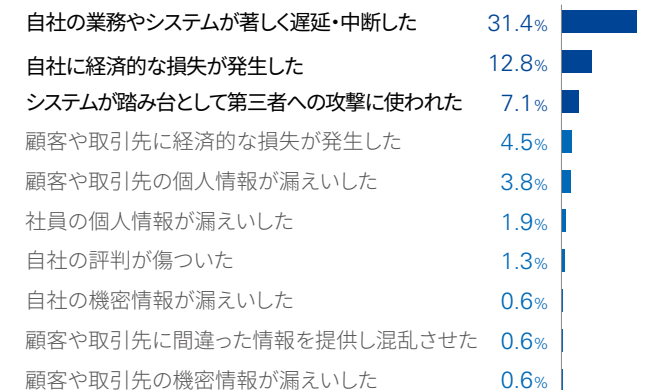 自社の業務やシステムが著しく遅延・中断した 31.4%
自社に経済的な損失が発生した 12.8%
システムが踏み台として第三者への攻撃に使われた 7.1%
顧客や取引先に経済的な損失が発生した 4.5%
顧客や取引先の個人情報が漏えいした 3.8%
社員の個人情報が漏えいした 1.9%
自社の評判が傷ついた 1.3%
自社の機密情報が漏えいした 0.6%
顧客や取引先に間違った情報を提供し混乱させた 0.6%
顧客や取引先の機密情報が漏えいした 0.6%